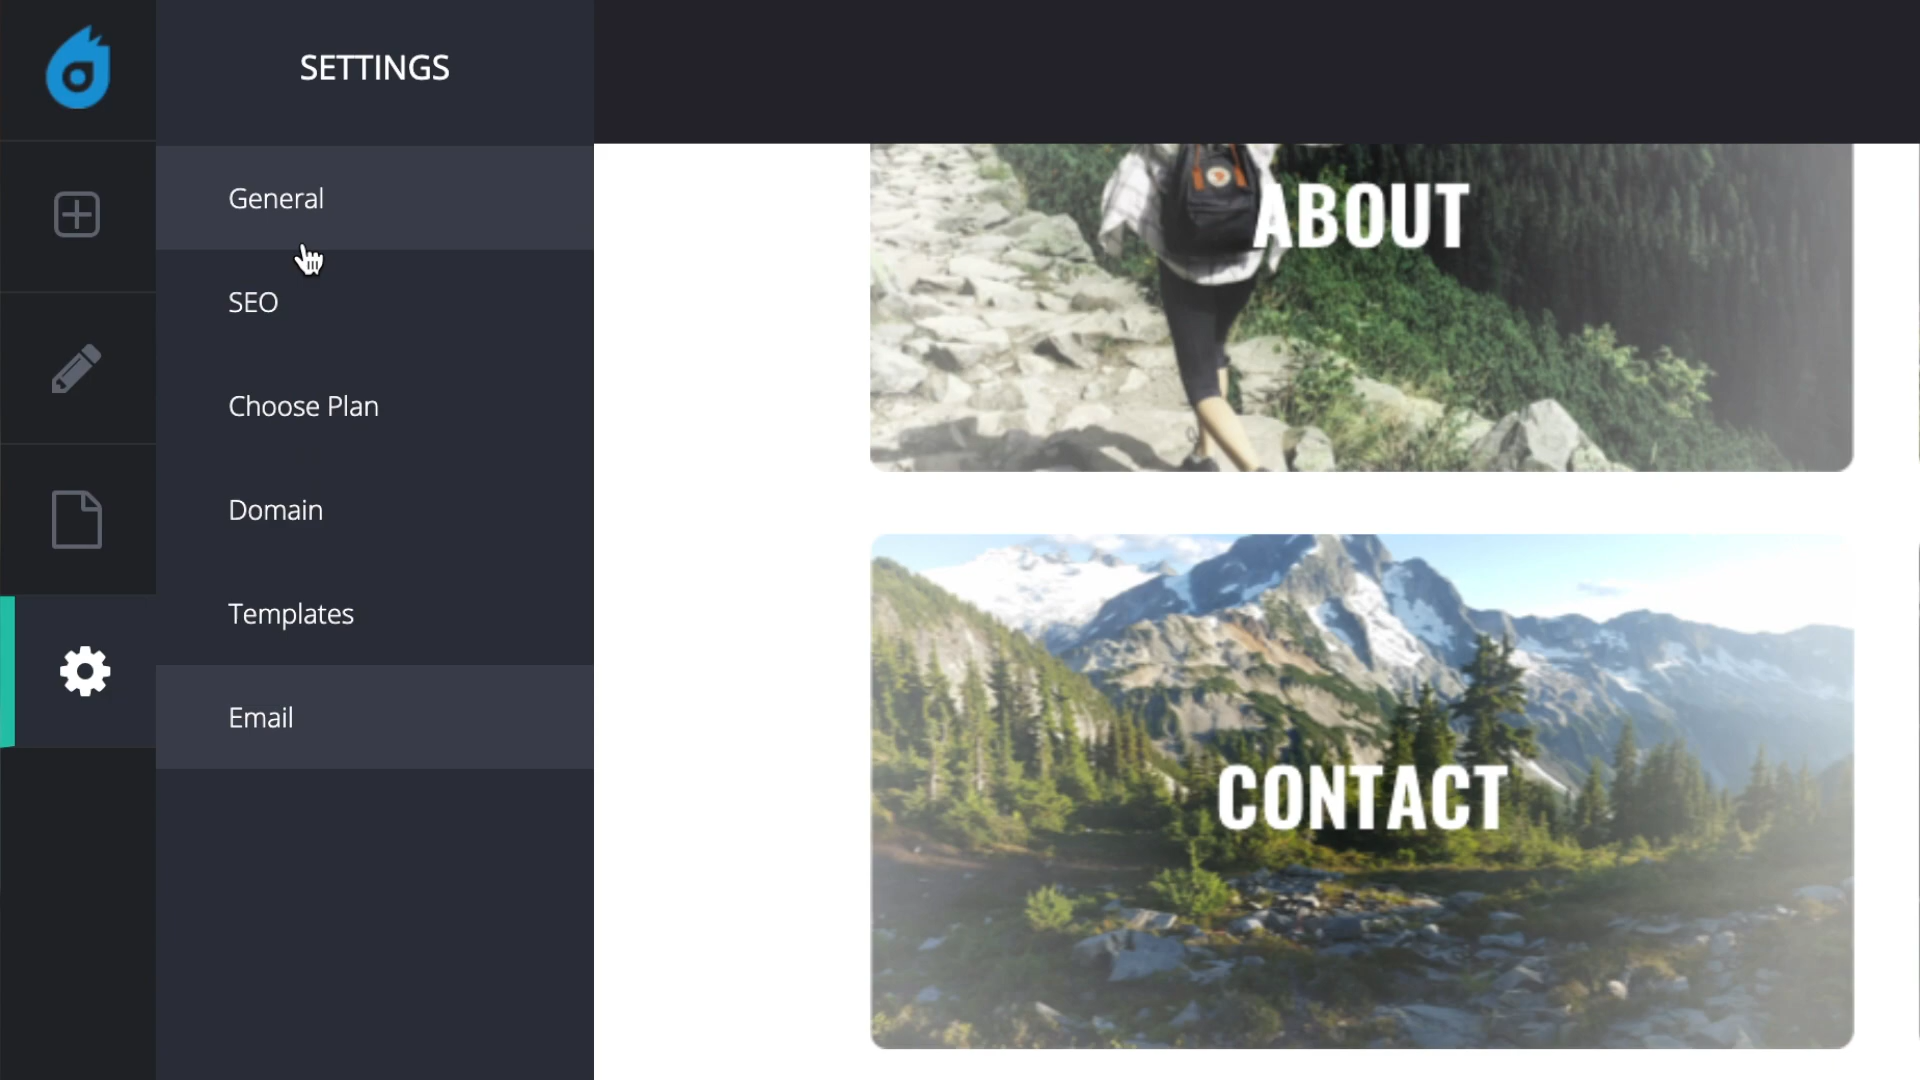 SETTINGS
General
SEO
Choose Plan
Domain
Templates
Email
ABOUT
CONTACT